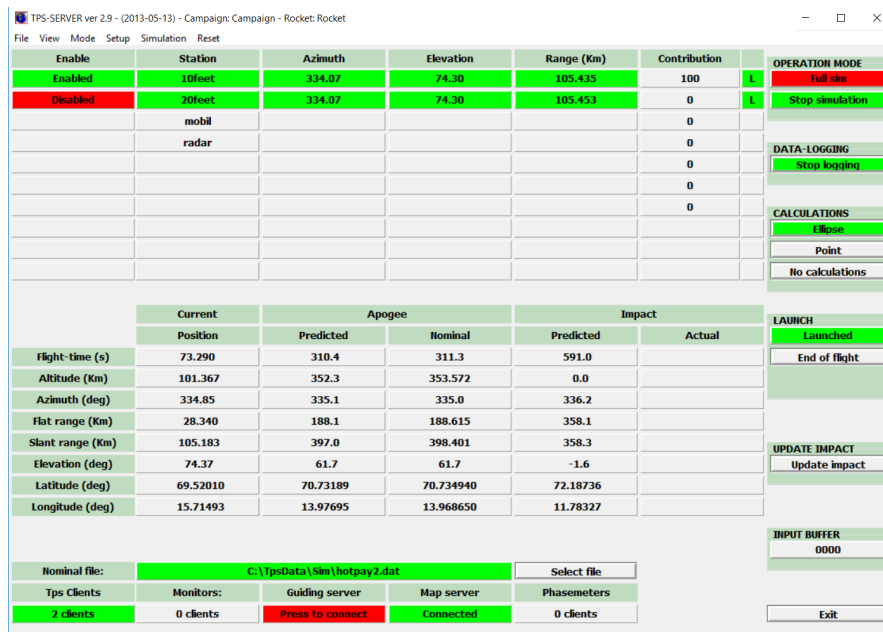 TPS-SERVER ver 2.9 - (2013-05-13) - Campaign: Campaign - Rocket: Rocket
File View Mode Setup Simulation Reset
Enable Station Azimuth Elevation Range (Km) Contribution
Enabled 10feet 334.07 74.30 105.435 100 L
Disabled 20feet 334.07 74.30 105.453 0 L
mobil 0
radar 0
0
0
0
OPERATION MODE
Full sim
Stop simulation
DATA-LOGGING
Stop logging
CALCULATIONS
Ellipse
Point
No calculations
Current Apogee Impact
Position Predicted Nominal Predicted Actual
Flight-time (s) 73.290 310.4 311.3 591.0
Altitude (Km) 101.367 352.3 353.572 0.0
Azimuth (deg) 334.85 335.1 335.0 336.2
Flat range (Km) 28.340 188.1 188.615 358.1
Slant range (Km) 105.183 397.0 398.401 358.3
Elevation (deg) 74.37 61.7 61.7 -1.6
Latitude (deg) 69.52010 70.73189 70.734940 72.18736
Longitude (deg) 15.71493 13.97695 13.968650 11.78327
LAUNCH
Launched
End of flight
UPDATE IMPACT
Update impact
INPUT BUFFER
0000
Nominal file: C:\TpsData\Sim\hotpay2.dat Select file
Tps Clients Monitors: Guiding server Map server Phasemeters
2 clients 0 clients Press to connect Connected 0 clients
Exit